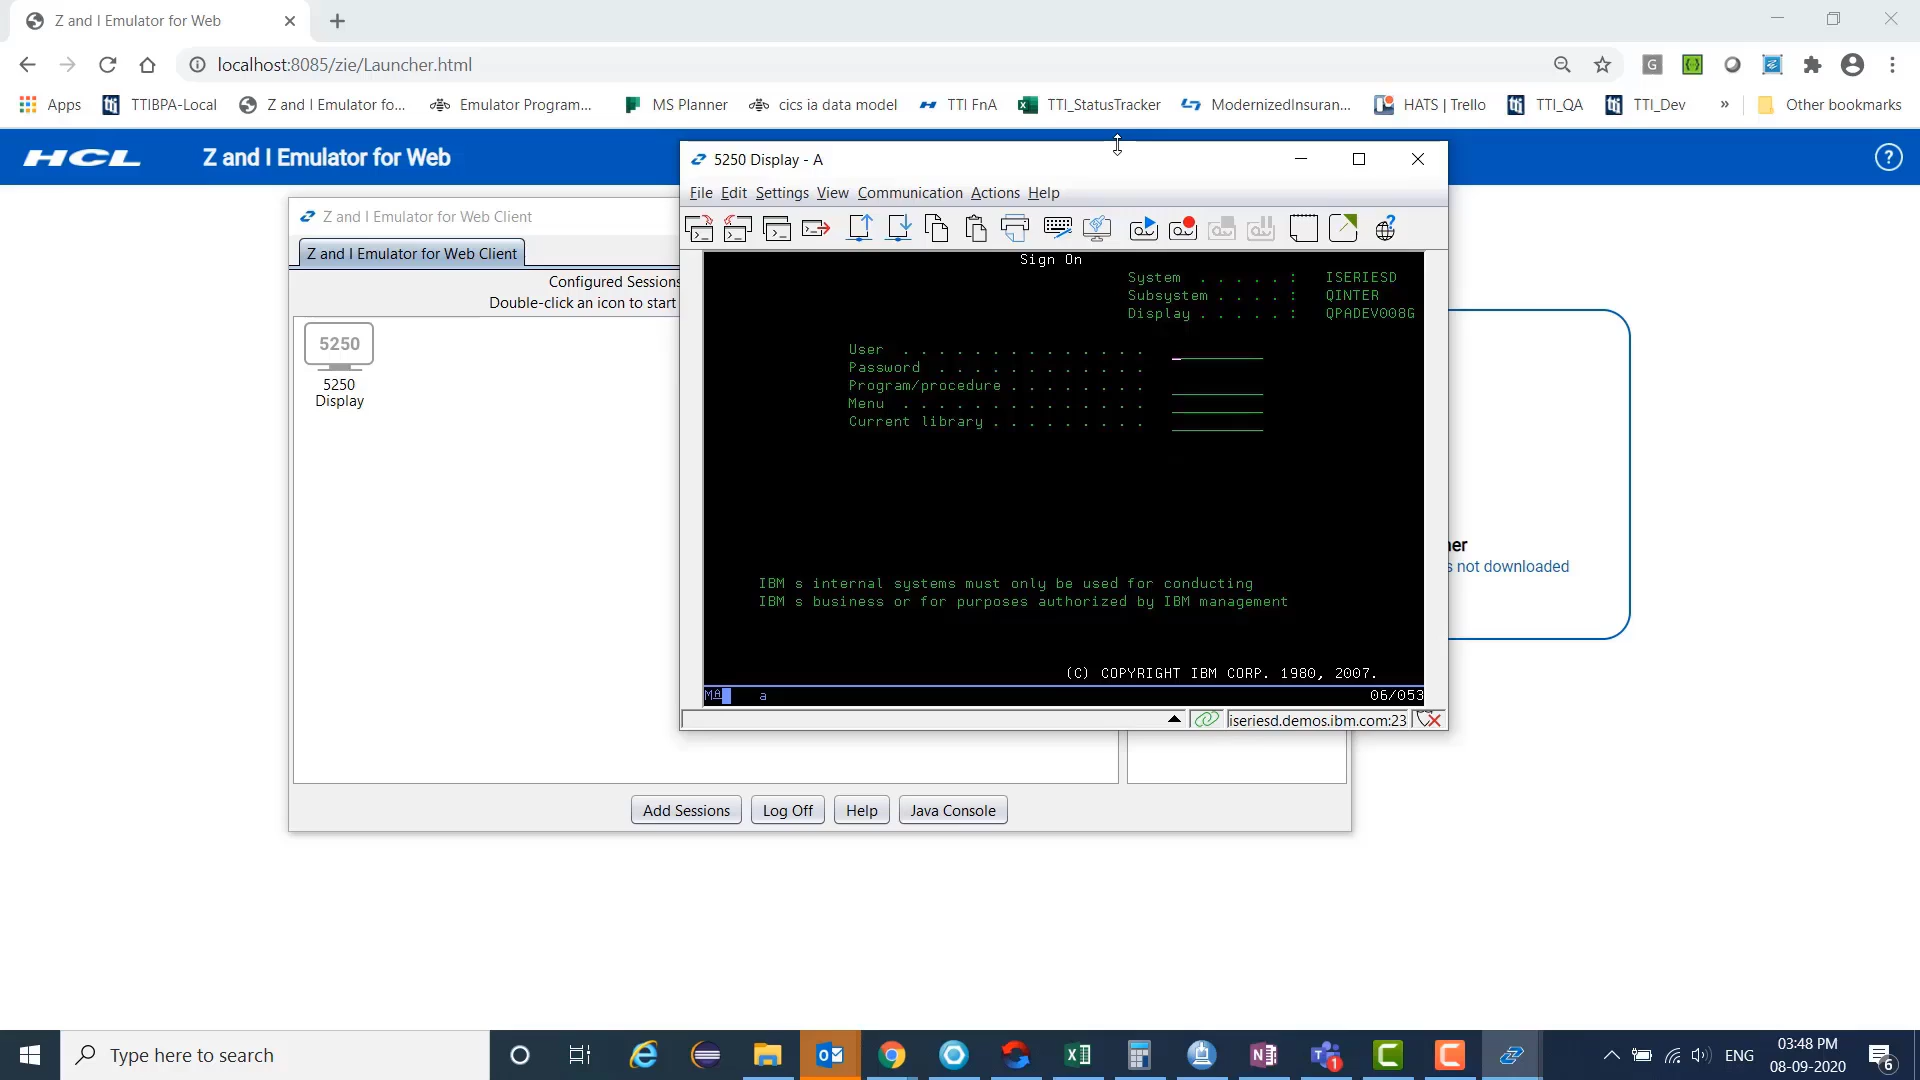 Z and I Emulator for Web
localhost:8085/zie/Launcher.html
Apps TTIBPA-Local Z and I Emulator fo... Emulator Program... MS Planner cics ia data model TTI FnA TTI_StatusTracker ModernizedInsuran... HATS | Trello TTI_QA TTI_Dev » Other bookmarks
HCL Z and I Emulator for Web
Z and I Emulator for Web Client
Z and I Emulator for Web Client
Configured Sessions
Double-click an icon to start
5250
5250
Display
5250 Display - A
File Edit Settings View Communication Actions Help
Sign On
System . . . . . : ISERIESD
Subsystem . . . . : QINTER
Display . . . . . : QPADEV008G
User . . . . . . . . . . . . . .
Password . . . . . . . . . . . .
Program/procedure . . . . . . . .
Menu . . . . . . . . . . . . . .
Current library . . . . . . . . .
IBM s internal systems must only be used for conducting
IBM s business or for purposes authorized by IBM management
(C) COPYRIGHT IBM CORP. 1980, 2007.
MA a 06/053
iseriesd.demos.ibm.com:23
s not downloaded
Add Sessions Log Off Help Java Console
Type here to search
ENG
03:48 PM
08-09-2020
6
1